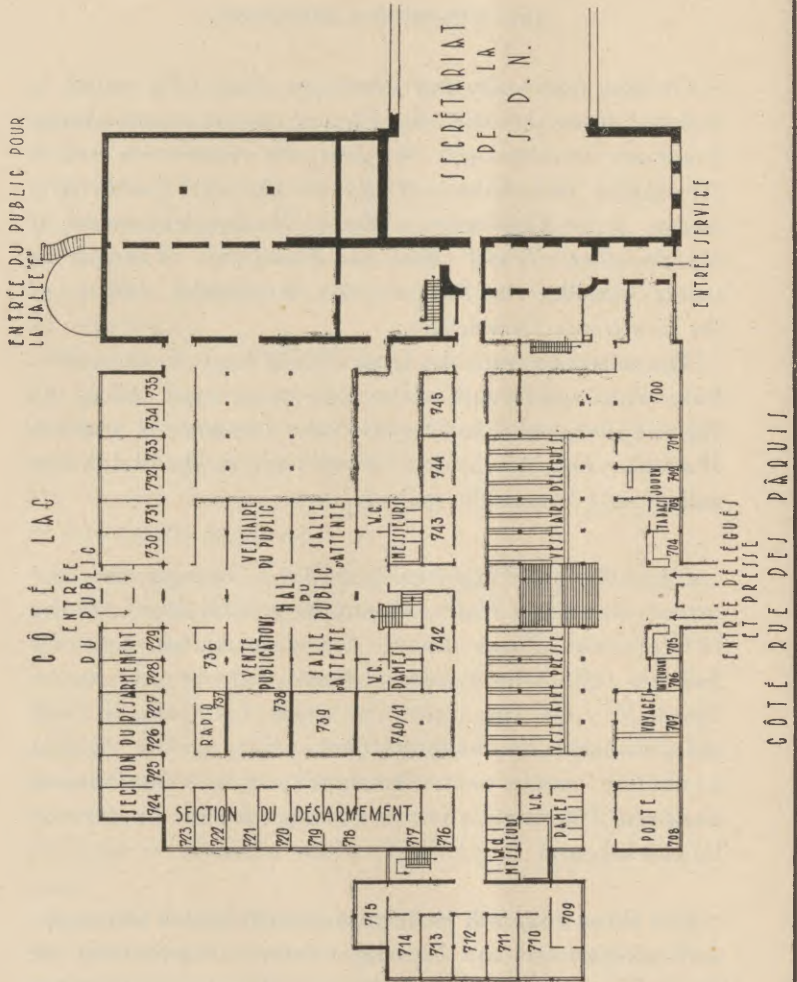 ENTRÉE DU PUBLIC POUR
LA SALLE "F"
SECRÉTARIAT
DE LA
S. D. N.
CÔTÉ LAC
ENTRÉE
DU PUBLIC
ENTRÉE SERVICE
735
734
733
732
731
730
729
728
727
726
725
724
SECTION DU DÉSARMEMENT
736
RADIO
737
VESTIAIRE
DU PUBLIC
VENTE
PUBLICATIONS
738
HALL
DU
PUBLIC
SALLE
D'ATTENTE
SALLE
D'ATTENTE
739
W.C.
MESSIEURS
W.C.
DAMES
740/41
745
744
743
742
SECTION DU DÉSARMEMENT
723
722
721
720
719
718
717
716
VESTIAIRE DÉLÉGUÉS
VESTIAIRE PRESSE
700
701
702
JOURN
703
TABACS
704
705
706
INTENDANT
VOYAGES
707
POSTE
708
W.C.
MESSIEURS
W.C.
DAMES
715
714
713
712
711
710
709
ENTRÉE DÉLÉGUÉS
ET PRESSE
CÔTÉ RUE DES PÂQUIS